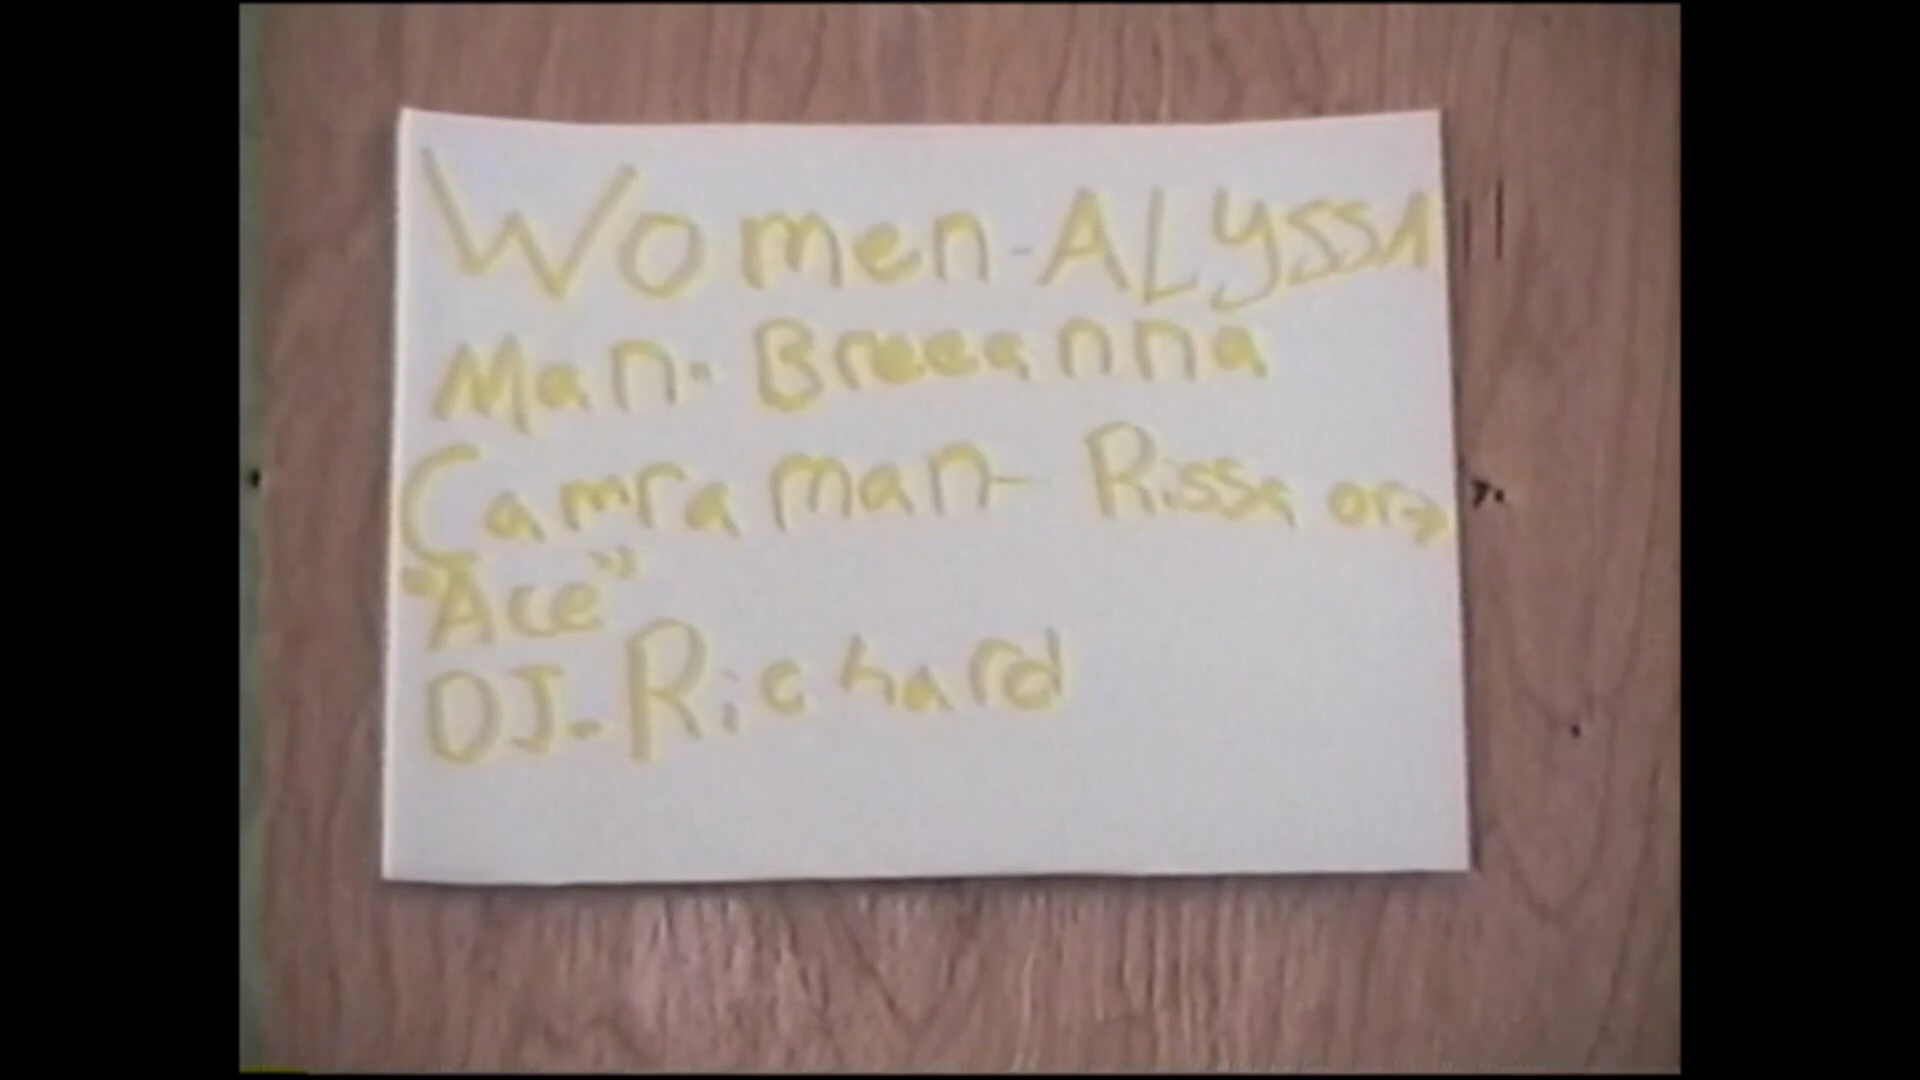 Women-ALyssA
Man-Breeanna
Camra man-Rissa or→
"Ace"
DJ-Richard